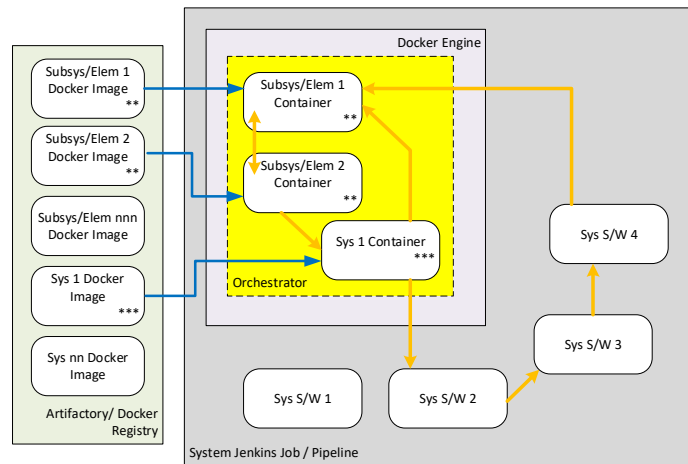 Subsys/Elem 1
Docker Image
**
Subsys/Elem 2
Docker Image
**
Subsys/Elem nnn
Docker Image
Sys 1 Docker
Image
***
Sys nn Docker
Image
Artifactory/ Docker
Registry
Docker Engine
Subsys/Elem 1
Container
**
Subsys/Elem 2
Container
**
Sys 1 Container
***
Orchestrator
Sys S/W 4
Sys S/W 3
Sys S/W 1
Sys S/W 2
System Jenkins Job / Pipeline